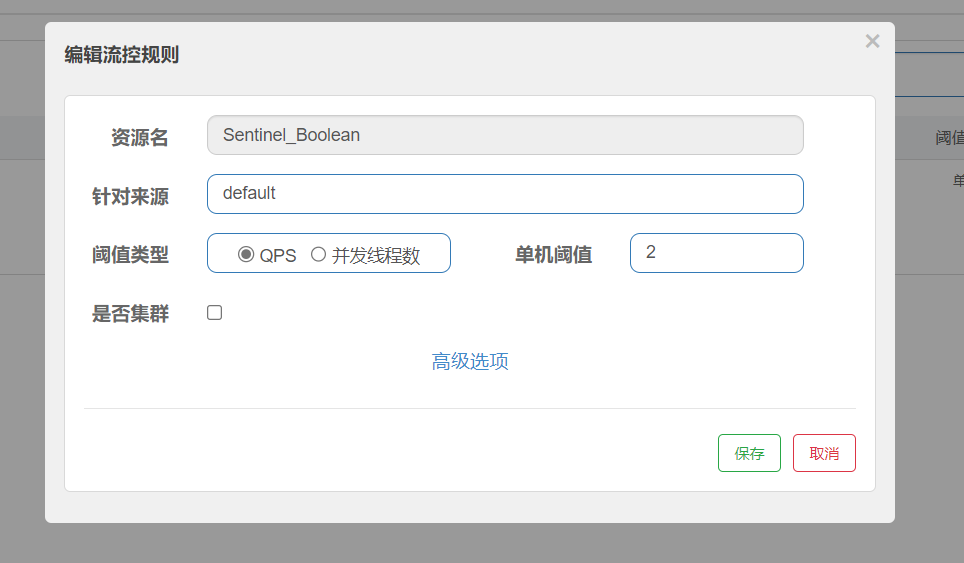 编辑流控规则 ×
资源名 Sentinel_Boolean
针对来源 default
阈值类型 QPS 并发线程数 单机阈值 2
是否集群
高级选项
保存 取消
阈值
单